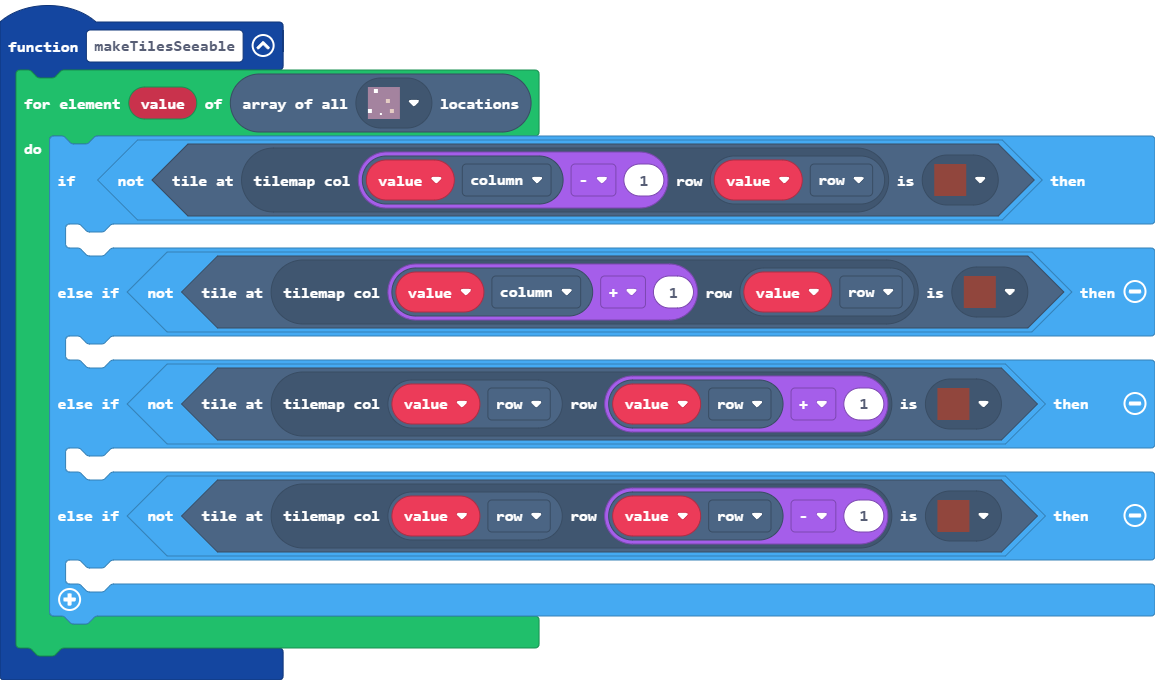 function makeTilesSeeable
for element value of array of all locations
do
if not tile at tilemap col value column - 1 row value row is then
else if not tile at tilemap col value column + 1 row value row is then
else if not tile at tilemap col value row row value row + 1 is then
else if not tile at tilemap col value row row value row - 1 is then